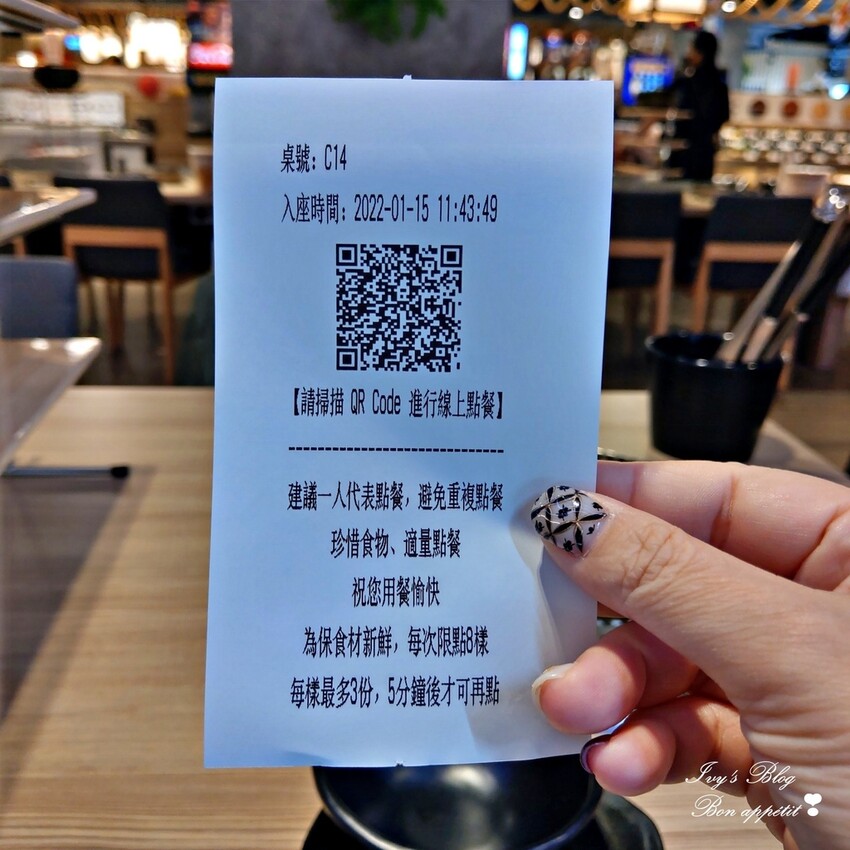 桌號: C14
入座時間: 2022-01-15 11:43:49
【請掃描 QR Code 進行線上點餐】
建議一人代表點餐，避免重複點餐
珍惜食物、適量點餐
祝您用餐愉快
為保食材新鮮，每次限點8樣
每樣最多3份，5分鐘後才可再點
Ivy's Blog
Bon appétit